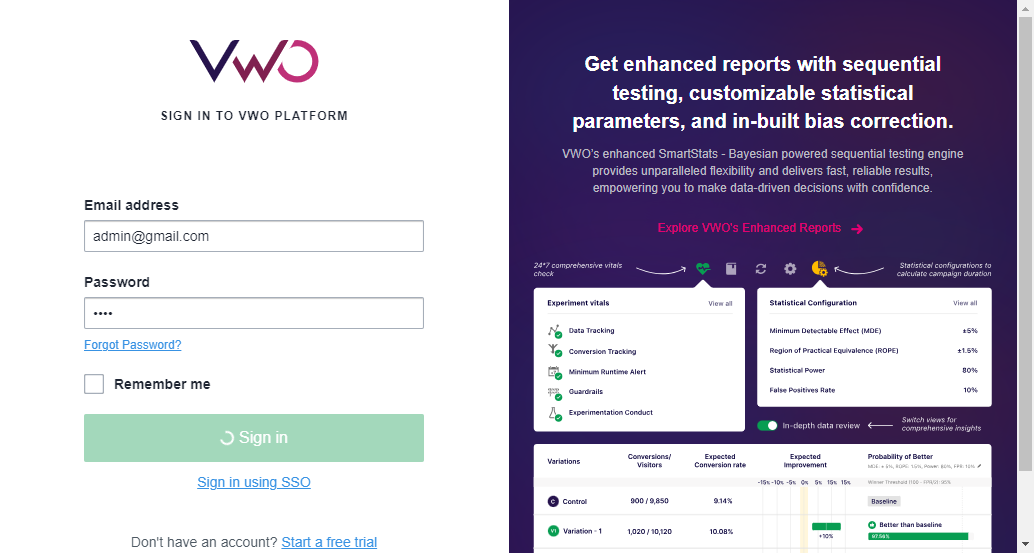 VWO
SIGN IN TO VWO PLATFORM
Email address
admin@gmail.com
Password
••••
Forgot Password?
Remember me
Sign in
Sign in using SSO
Don't have an account? Start a free trial
Get enhanced reports with sequential
testing, customizable statistical
parameters, and in-built bias correction.
VWO's enhanced SmartStats - Bayesian powered sequential testing engine
provides unparalleled flexibility and delivers fast, reliable results,
empowering you to make data-driven decisions with confidence.
Explore VWO's Enhanced Reports
24*7 comprehensive vitals
check
Statistical configurations to
calculate campaign duration
Experiment vitals View all
Data Tracking
Conversion Tracking
Minimum Runtime Alert
Guardrails
Experimentation Conduct
Statistical Configuration View all
Minimum Detectable Effect (MDE) ±5%
Region of Practical Equivalence (ROPE) ±1.5%
Statistical Power 80%
False Positives Rate 10%
In-depth data review
Switch views for
comprehensive insights
Variations
Conversions/
Visitors
Expected
Conversion rate
Expected
Improvement
Probability of Better
MDE: ± 5%, ROPE: 1.5%, Power: 80%, FPR: 10%
-15% -10% -5% 0% 5% 15% 15%
Winner Threshold (100 - FPR/2): 95%
C Control 900 / 9,850 9.14% Baseline
V1 Variation - 1 1,020 / 10,120 10.08%
+10%
Better than baseline
97.56%